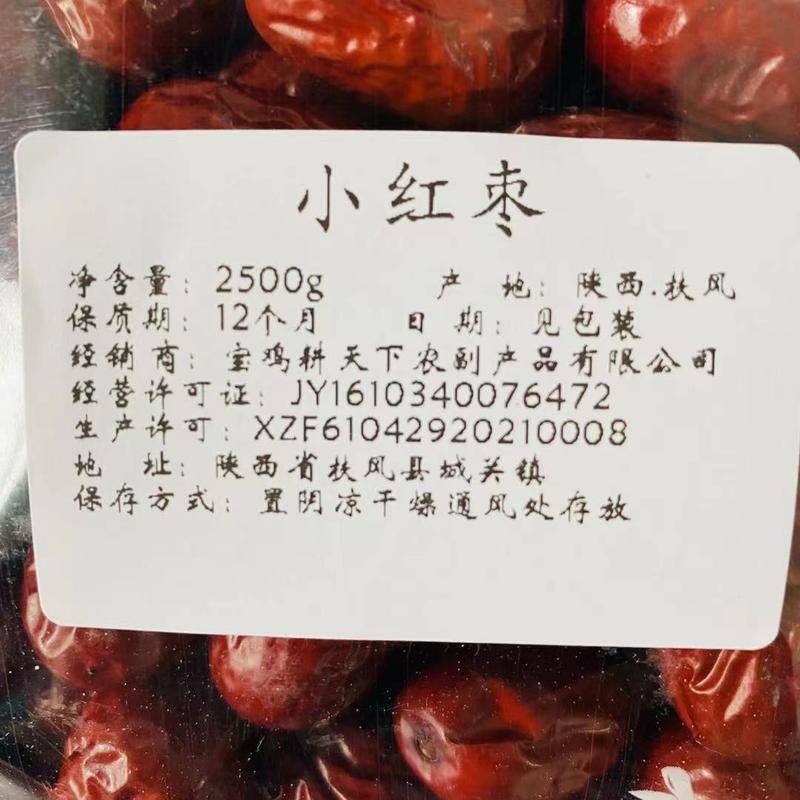 小红枣
净含量：2500g 产 地：陕西.扶风
保质期：12个月 日 期：见包装
经销商：宝鸡耕天下农副产品有限公司
经营许可证：JY1610340076472
生产许可：XZF61042920210008
地 址：陕西省扶风县城关镇
保存方式：置阴凉干燥通风处存放